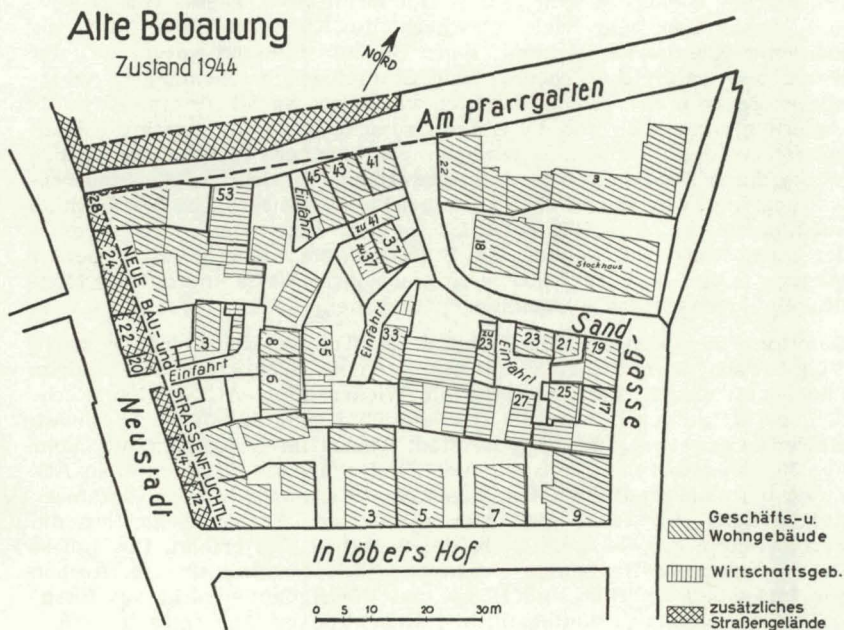 Alte Bebauung
Zustand 1944
NORD
Am Pfarrgarten
28
24
22
20
NEUE BAU- und
STRASSENFLUCHTL.
14
12
53
45
43
41
Einfahrt
zu 41
37
zu 37
22
3
18
Stockhaus
3
Einfahrt
8
6
35
Einfahrt
33
zu 23
23
21
19
Einfahrt
25
27
17
Sand-
gasse
Neustadt
3
5
7
9
In Löbers Hof
0 5 10 20 30m
Geschäfts.-u.
Wohngebäude
Wirtschaftsgeb.
zusätzliches
Straßengelände